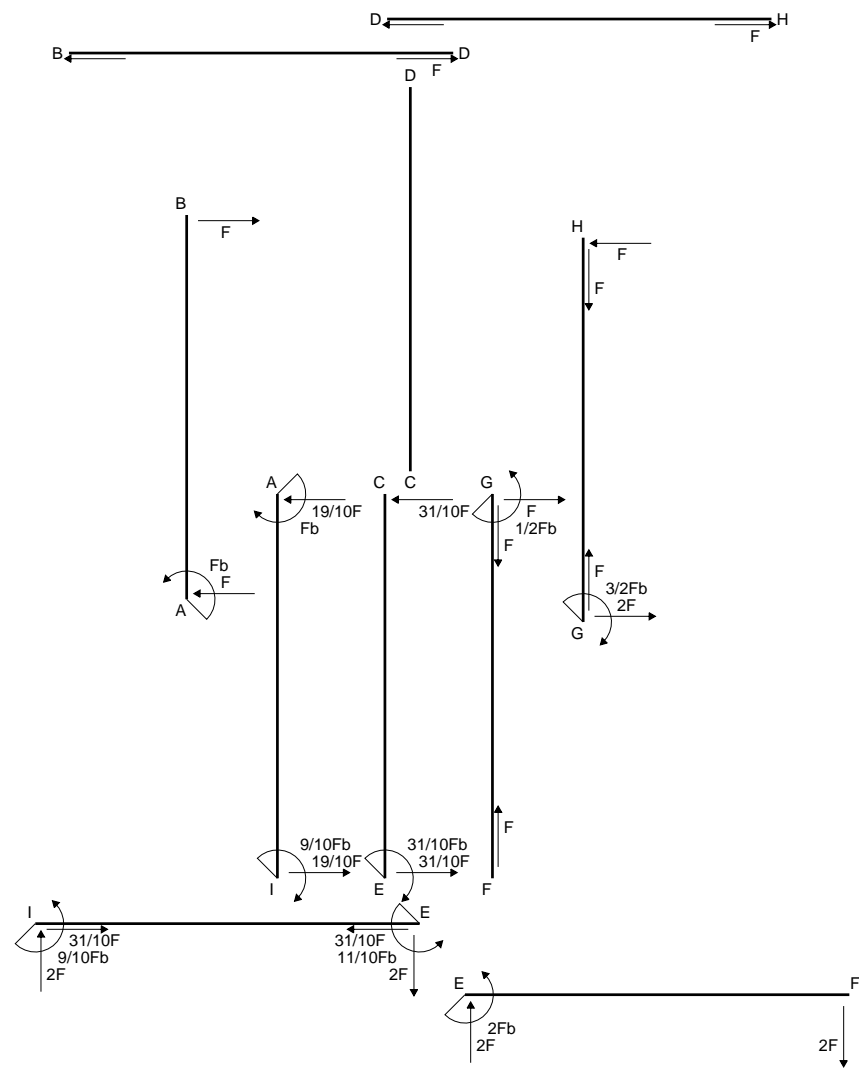 D H
F
B D
F
D
B
F
H
F
F
A C C G
19/10F 31/10F F
Fb 1/2Fb
F
Fb
F
A
F
3/2Fb
2F
G
F
9/10Fb 31/10Fb
19/10F 31/10F
I E F
I E
31/10F 31/10F
9/10Fb 11/10Fb
2F 2F
E F
2Fb
2F 2F